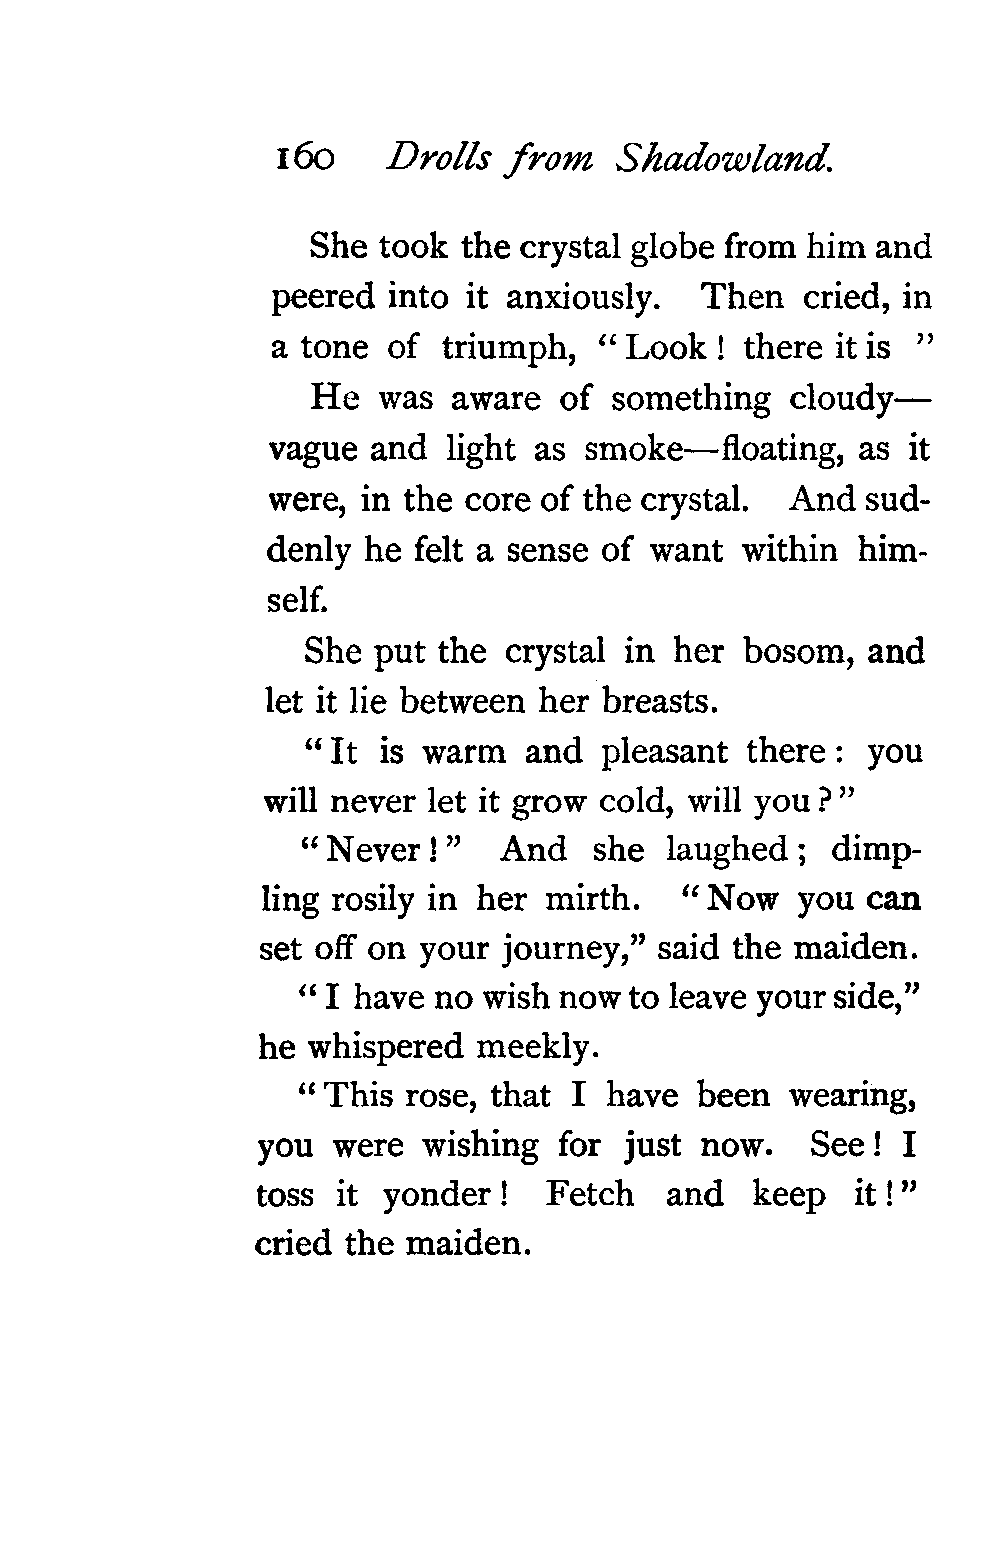 160 Drolls from Shadowland.
She took the crystal globe from him and
peered into it anxiously. Then cried, in
a tone of triumph, “Look! there it is ”
He was aware of something cloudy—
vague and light as smoke—floating, as it
were, in the core of the crystal. And sud-
denly he felt a sense of want within him-
self.
She put the crystal in her bosom, and
let it lie between her breasts.
“It is warm and pleasant there: you
will never let it grow cold, will you?”
“Never!” And she laughed; dimp-
ling rosily in her mirth. “Now you can
set off on your journey,” said the maiden.
“I have no wish now to leave your side,”
he whispered meekly.
“This rose, that I have been wearing,
you were wishing for just now. See! I
toss it yonder! Fetch and keep it!”
cried the maiden.